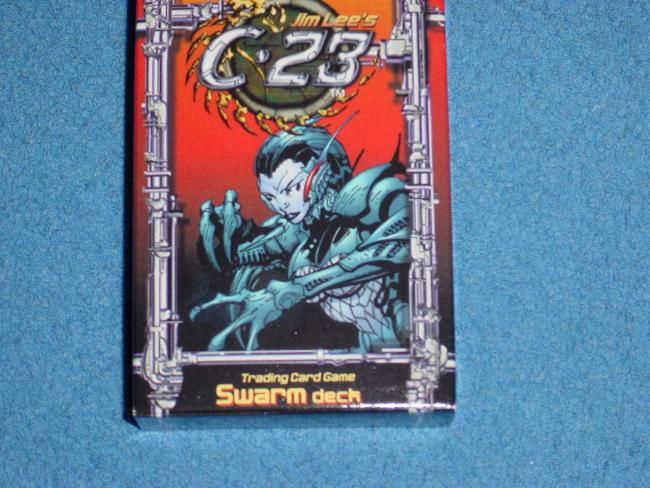 Jim Lee's
C•23
TM
Trading Card Game
Swarm deck